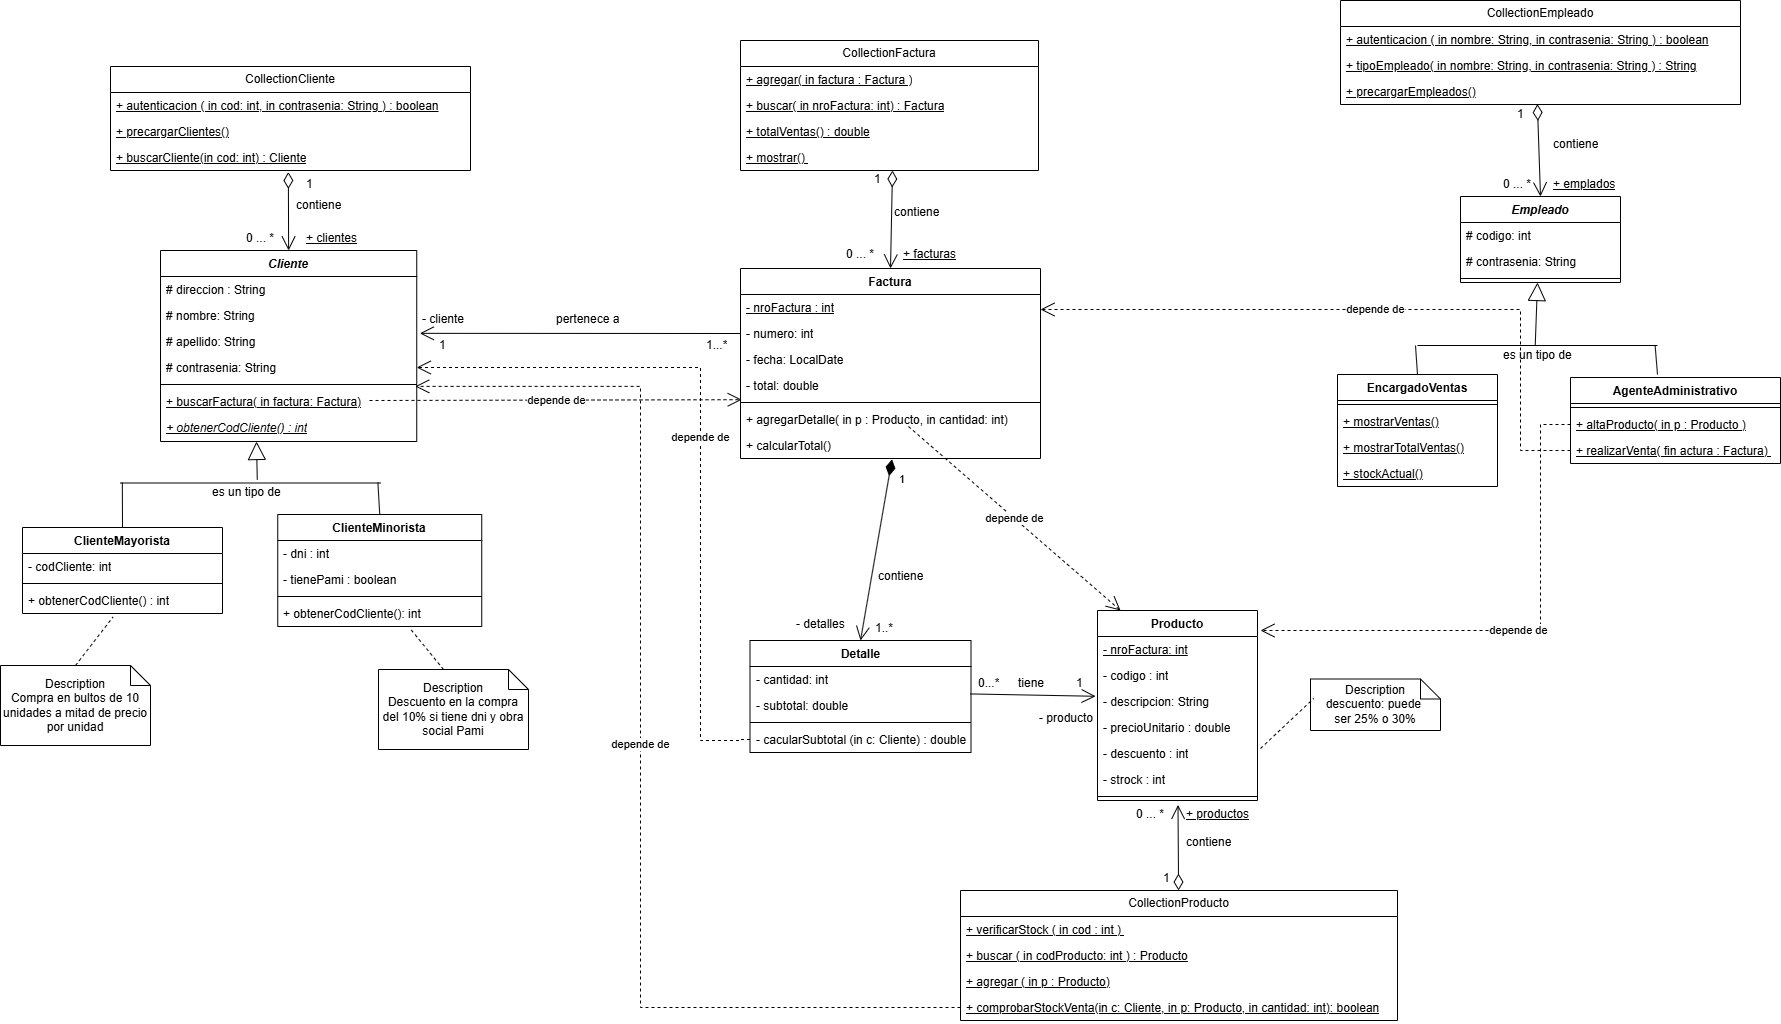 CollectionCliente
+ autenticacion ( in cod: int, in contrasenia: String ) : boolean
+ precargarClientes()
+ buscarCliente(in cod: int) : Cliente
1
contiene
0 ... *
+ clientes
Cliente
# direccion : String
# nombre: String
# apellido: String
# contrasenia: String
+ buscarFactura( in factura: Factura)
+ obtenerCodCliente() : int
es un tipo de
ClienteMayorista
- codCliente: int
+ obtenerCodCliente() : int
ClienteMinorista
- dni : int
- tienePami : boolean
+ obtenerCodCliente(): int
Description
Compra en bultos de 10
unidades a mitad de precio
por unidad
Description
Descuento en la compra
del 10% si tiene dni y obra
social Pami
CollectionFactura
+ agregar( in factura : Factura )
+ buscar( in nroFactura: int) : Factura
+ totalVentas() : double
+ mostrar()
1
contiene
0 ... *
+ facturas
- cliente
pertenece a
1
1...*
depende de
depende de
depende de
Factura
- nroFactura : int
- numero: int
- fecha: LocalDate
- total: double
+ agregarDetalle( in p : Producto, in cantidad: int)
+ calcularTotal()
1
contiene
- detalles
1..*
depende de
Detalle
- cantidad: int
- subtotal: double
- cacularSubtotal (in c: Cliente) : double
0...*
tiene
1
- producto
Producto
- nroFactura: int
- codigo : int
- descripcion: String
- precioUnitario : double
- descuento : int
- strock : int
Description
descuento: puede
ser 25% o 30%
0 ... *
+ productos
contiene
1
CollectionProducto
+ verificarStock ( in cod : int )
+ buscar ( in codProducto: int ) : Producto
+ agregar ( in p : Producto)
+ comprobarStockVenta(in c: Cliente, in p: Producto, in cantidad: int): boolean
CollectionEmpleado
+ autenticacion ( in nombre: String, in contrasenia: String ) : boolean
+ tipoEmpleado( in nombre: String, in contrasenia: String ) : String
+ precargarEmpleados()
1
contiene
0 ... *
+ emplados
Empleado
# codigo: int
# contrasenia: String
depende de
es un tipo de
EncargadoVentas
+ mostrarVentas()
+ mostrarTotalVentas()
+ stockActual()
AgenteAdministrativo
+ altaProducto( in p : Producto )
+ realizarVenta( fin actura : Factura)
depende de